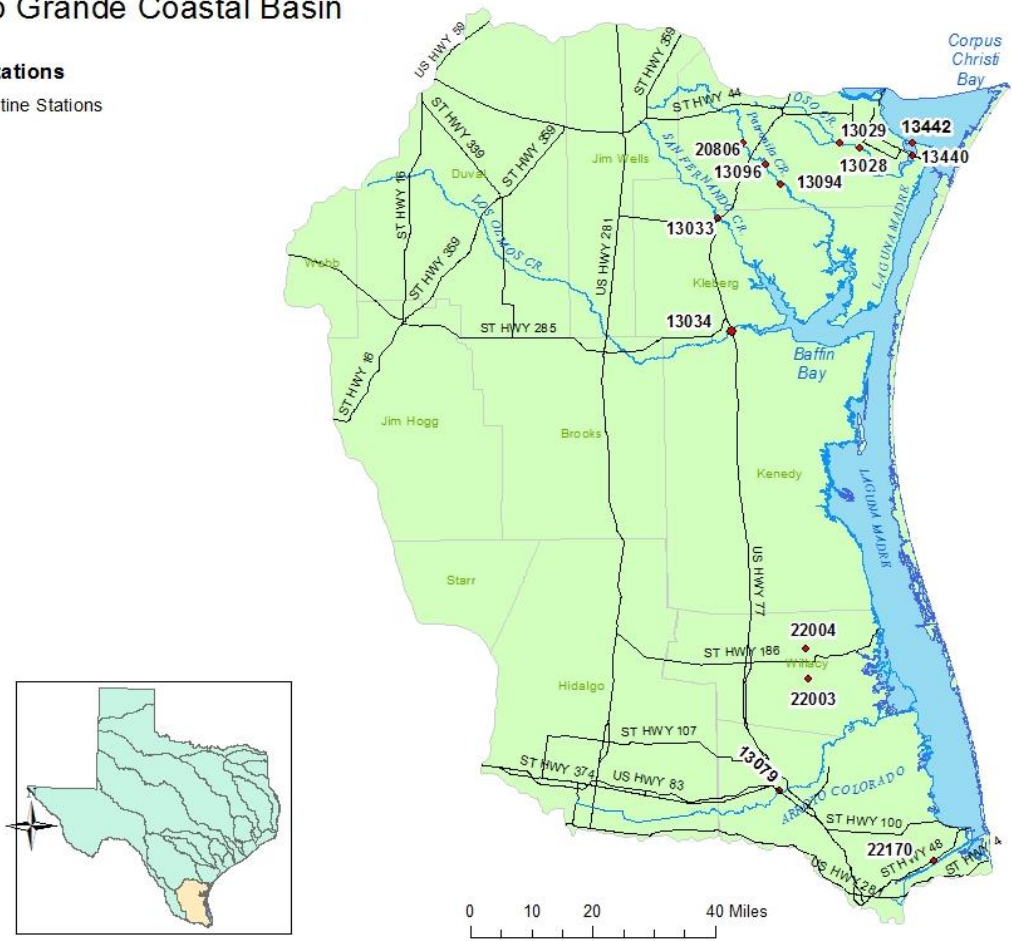 Grande Coastal Basin
US HWY 59
ST HWY 359
Corpus
Christi
Bay
ST HWY 44
OSO CR.
13029
13442
ST HWY 339
ST HWY 359
Jim Wells
20806
Patronila CR
13028
13440
Duval
13096
13094
SAN FERNANDO CR.
ST HWY 16
LOS OLMOS CR.
US HWY 281
13033
LAGUNA MADRE
Webb
ST HWY 359
Kleberg
ST HWY 285
13034
Baffin
Bay
ST HWY 16
Jim Hogg
Brooks
Kenedy
LAGUNA MADRE
Starr
US HWY 77
22004
ST HWY 186
Willacy
Hidalgo
22003
ST HWY 107
13079
ST HWY 374
US HWY 83
ARROYO COLORADO
ST HWY 100
22170
ST HWY 48
ST HWY 4
US HWY 281
0 10 20 40 Miles